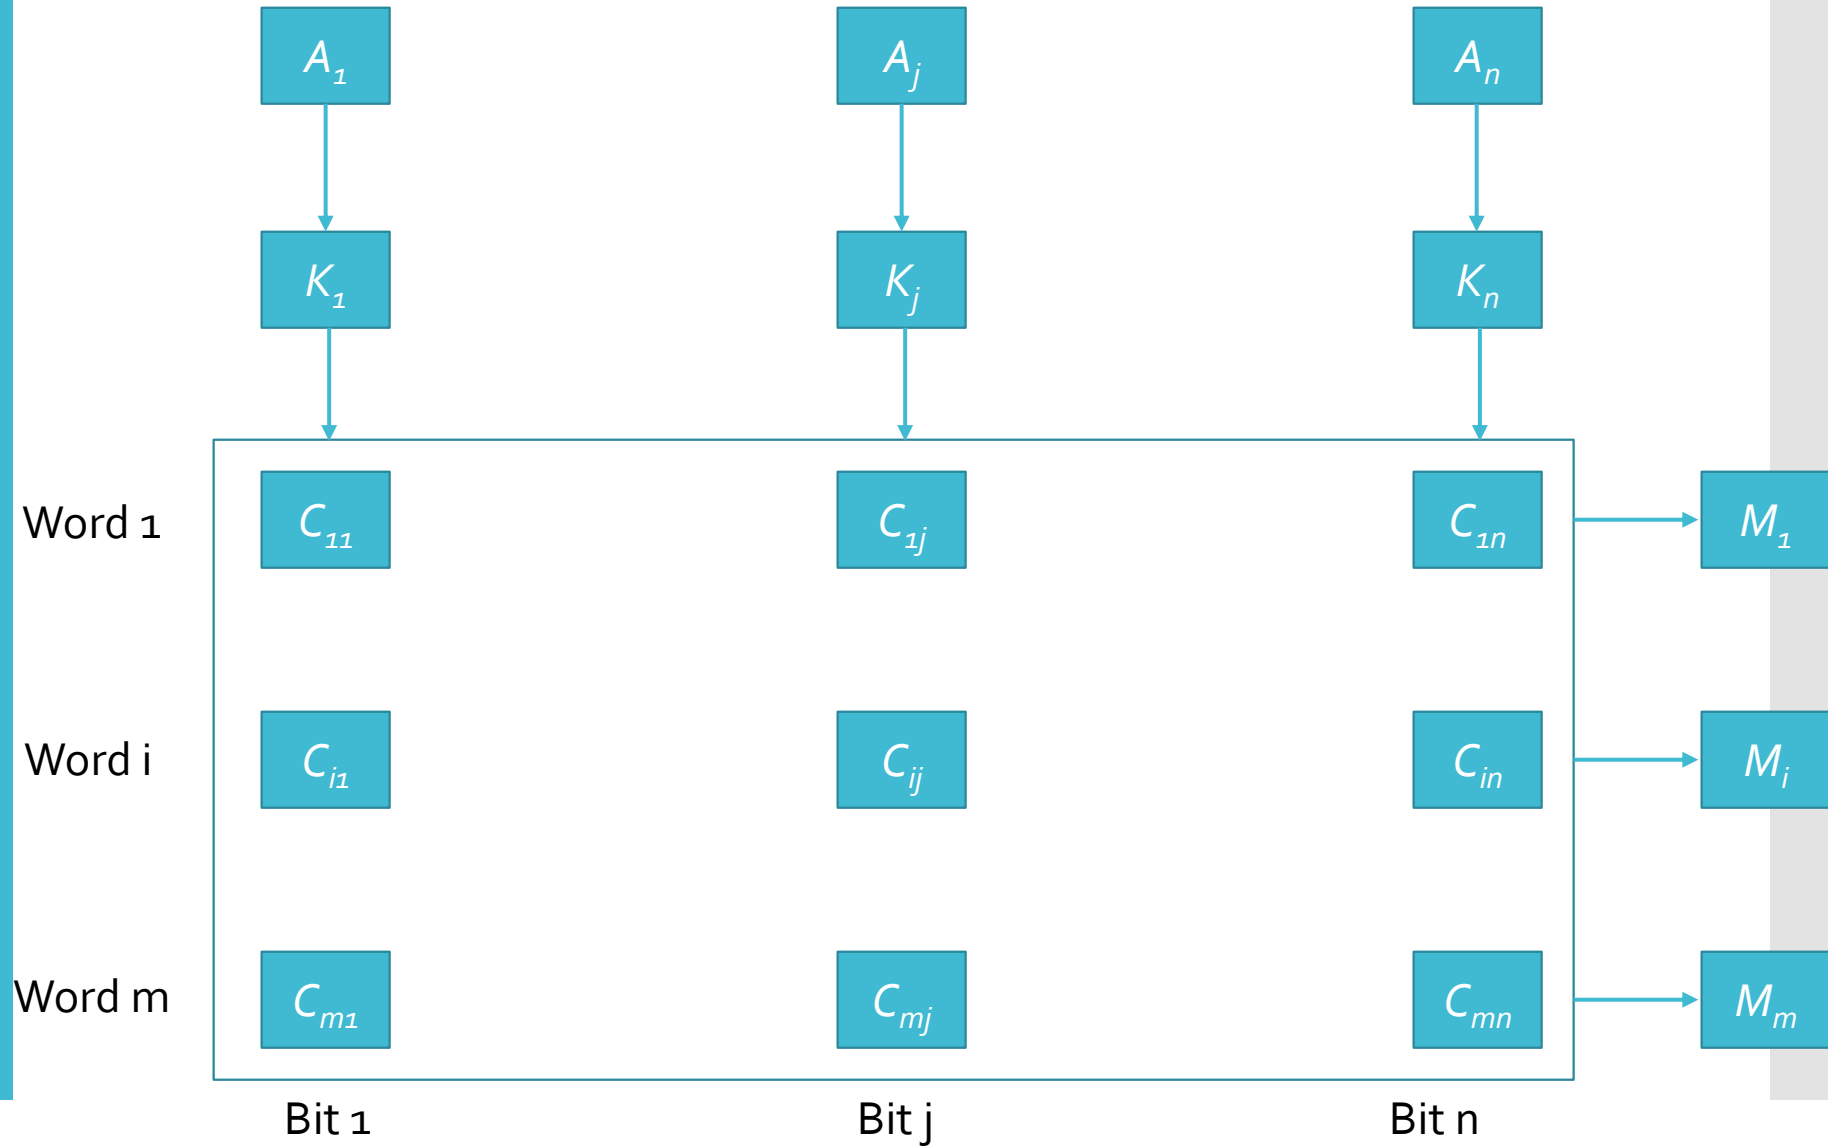 A₁ Aⱼ Aₙ
K₁ Kⱼ Kₙ
Word 1 C₁₁ C₁ⱼ C₁ₙ M₁
Word i Cᵢ₁ Cᵢⱼ Cᵢₙ Mᵢ
Word m Cₘ₁ Cₘⱼ Cₘₙ Mₘ
Bit 1 Bit j Bit n